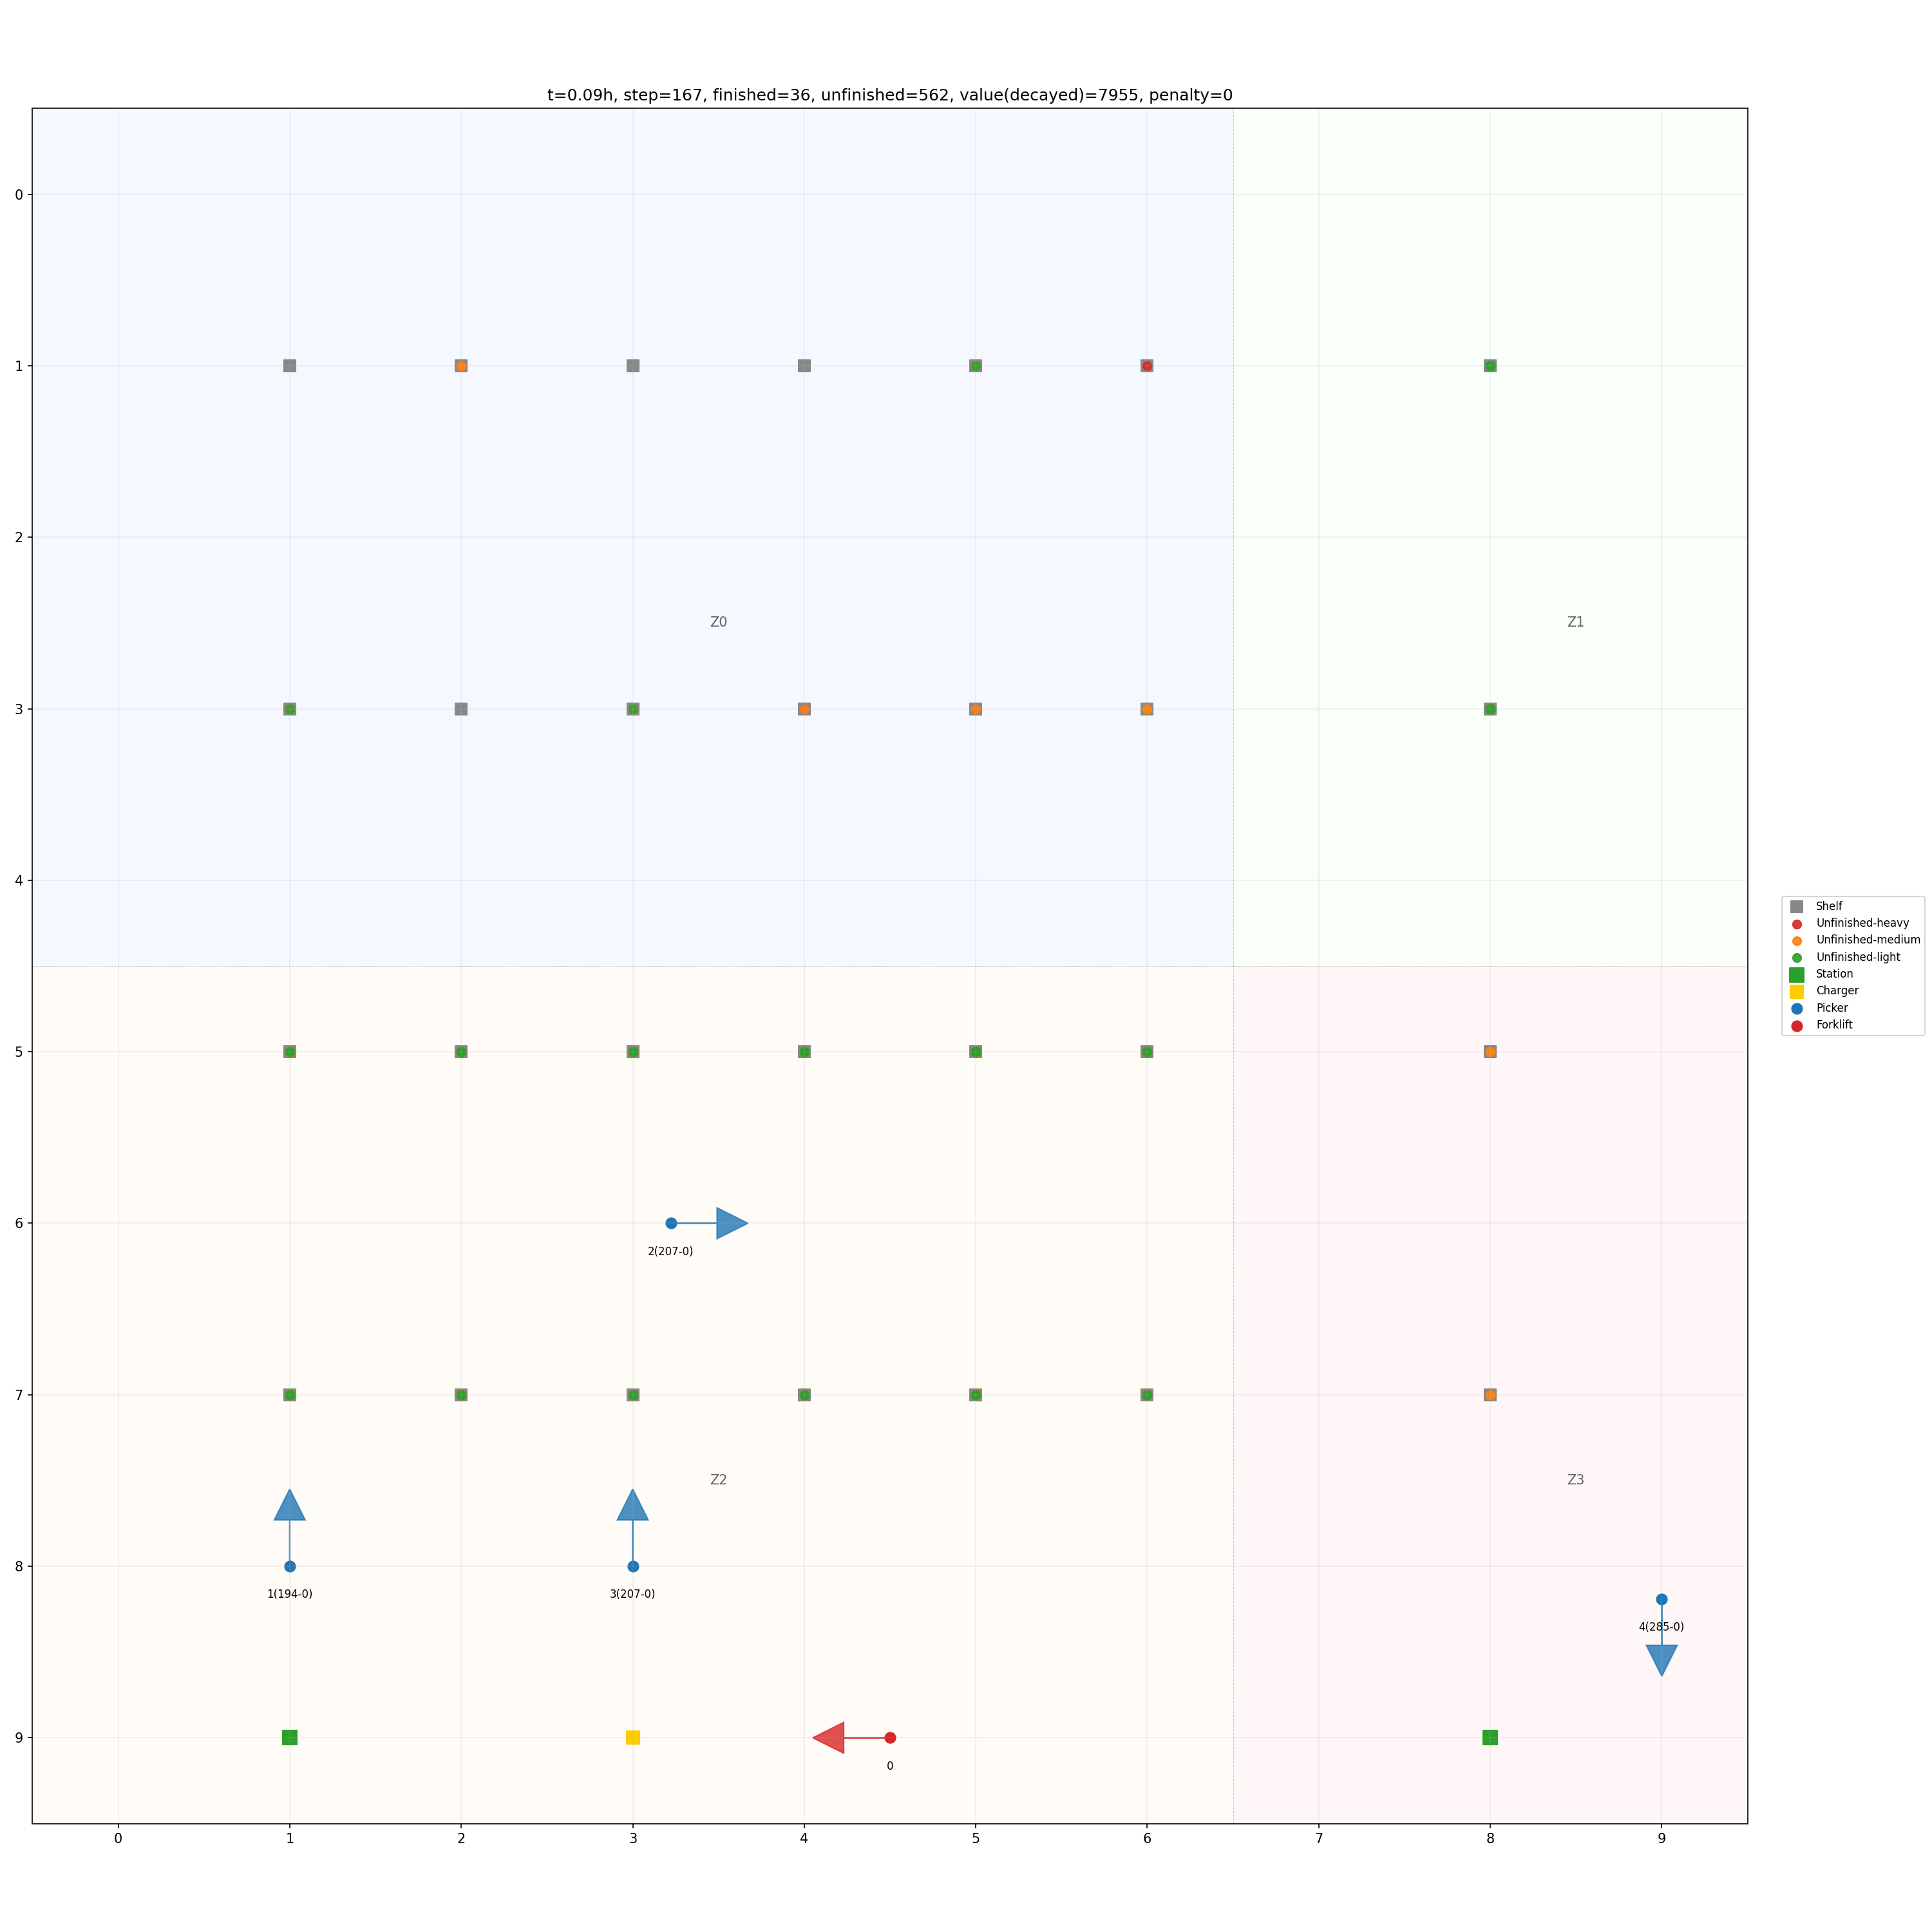 t=0.09h, step=167, finished=36, unfinished=562, value(decayed)=7955, penalty=0
0
1
2
Z0
Z1
3
4
Shelf
Unfinished-heavy
Unfinished-medium
Unfinished-light
Station
Charger
Picker
Forklift
5
6
2(207-0)
7
Z2
Z3
8
1(194-0)
3(207-0)
4(285-0)
9
0
0 1 2 3 4 5 6 7 8 9